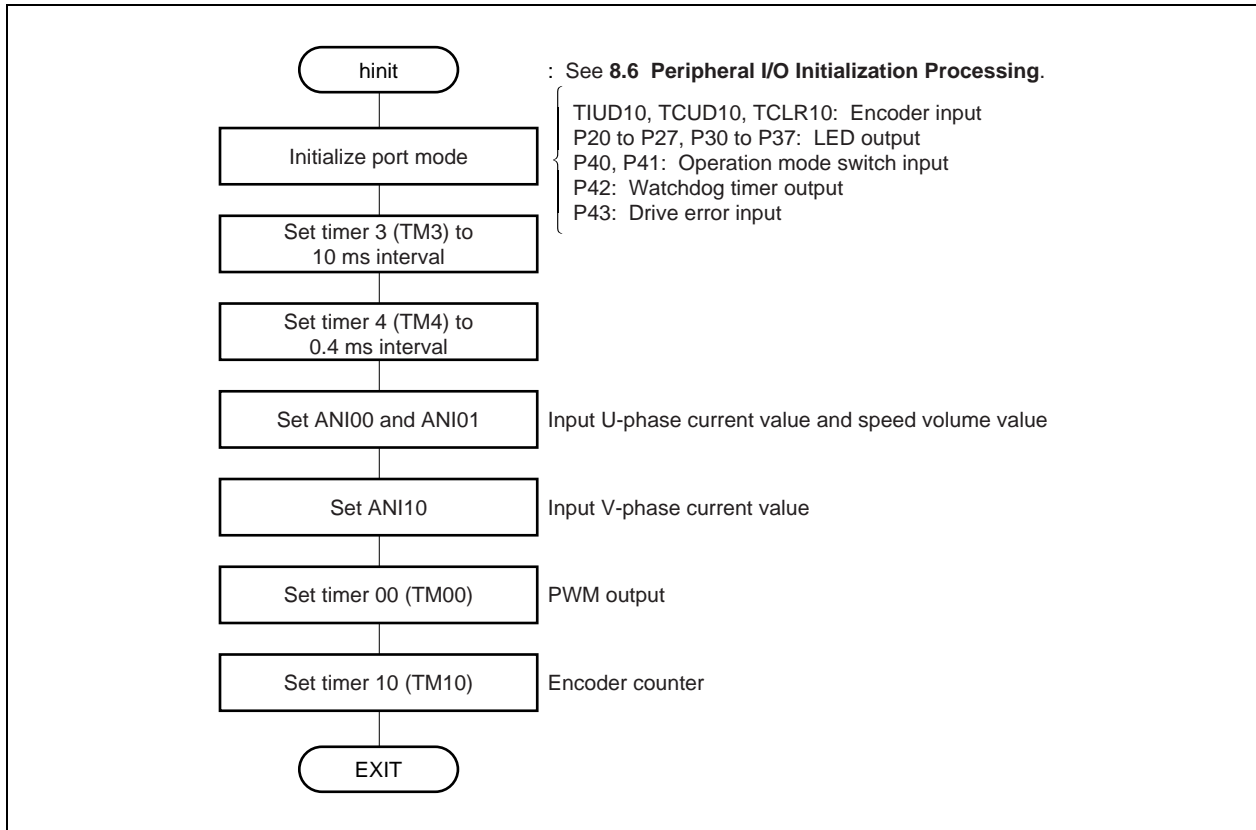 hinit
: See 8.6 Peripheral I/O Initialization Processing.
Initialize port mode
TIUD10, TCUD10, TCLR10: Encoder input
P20 to P27, P30 to P37: LED output
P40, P41: Operation mode switch input
P42: Watchdog timer output
P43: Drive error input
Set timer 3 (TM3) to
10 ms interval
Set timer 4 (TM4) to
0.4 ms interval
Set ANI00 and ANI01
Input U-phase current value and speed volume value
Set ANI10
Input V-phase current value
Set timer 00 (TM00)
PWM output
Set timer 10 (TM10)
Encoder counter
EXIT